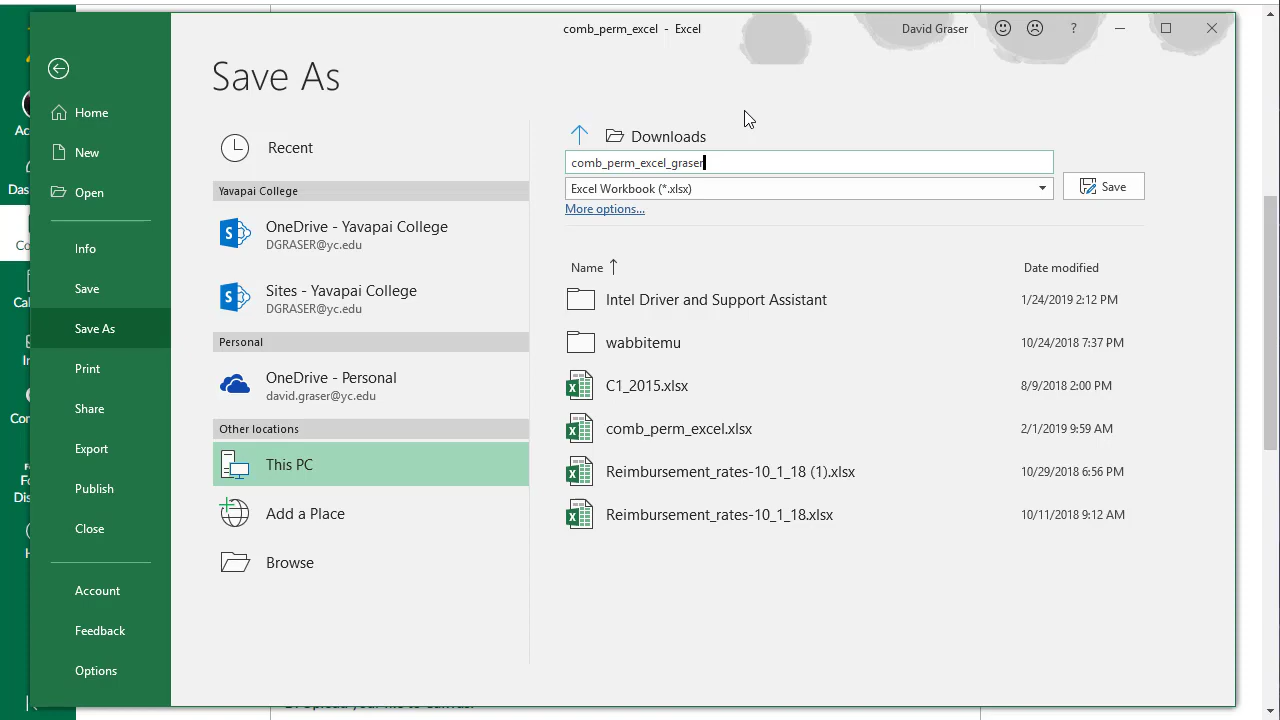 comb_perm_excel - Excel
David Graser
?
Save As
Home
New
Open
Info
Save
Save As
Print
Share
Export
Publish
Close
Account
Feedback
Options
Recent
Yavapai College
OneDrive - Yavapai College
DGRASER@yc.edu
Sites - Yavapai College
DGRASER@yc.edu
Personal
OneDrive - Personal
david.graser@yc.edu
Other locations
This PC
Add a Place
Browse
Downloads
comb_perm_excel_graser
Excel Workbook (*.xlsx)
Save
More options...
Name Date modified
Intel Driver and Support Assistant 1/24/2019 2:12 PM
wabbitemu 10/24/2018 7:37 PM
C1_2015.xlsx 8/9/2018 2:00 PM
comb_perm_excel.xlsx 2/1/2019 9:59 AM
Reimbursement_rates-10_1_18 (1).xlsx 10/29/2018 6:56 PM
Reimbursement_rates-10_1_18.xlsx 10/11/2018 9:12 AM